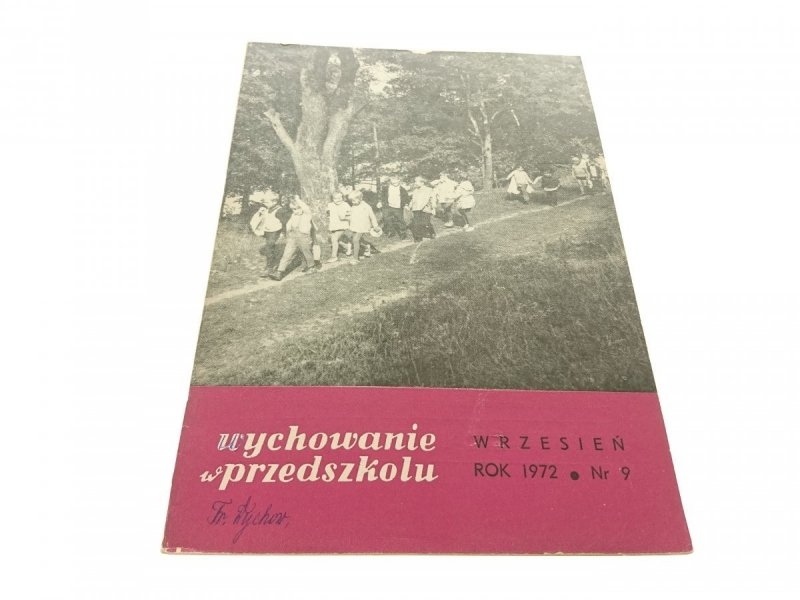 wychowanie
w przedszkolu
WRZESIEŃ
ROK 1972 • Nr 9